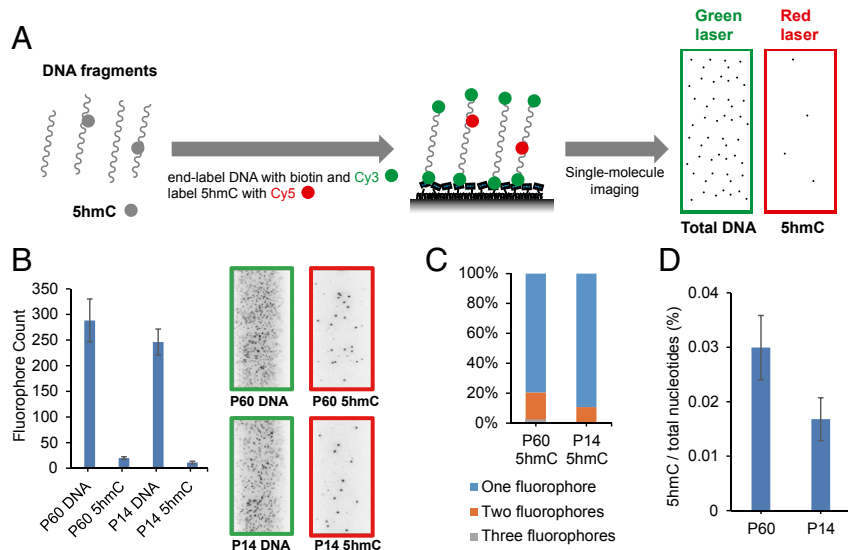 A
DNA fragments
5hmC
end-label DNA with biotin and Cy3
label 5hmC with Cy5
Single-molecule
imaging
Green
laser
Red
laser
Total DNA
5hmC
B
Fluorophore Count
350
300
250
200
150
100
50
0
P60 DNA
P60 5hmC
P14 DNA
P14 5hmC
P60 DNA
P60 5hmC
P14 DNA
P14 5hmC
C
100%
80%
60%
40%
20%
0%
P60
5hmC
P14
5hmC
One fluorophore
Two fluorophores
Three fluorophores
D
5hmC / total nucleotides (%)
0.04
0.03
0.02
0.01
0
P60
P14